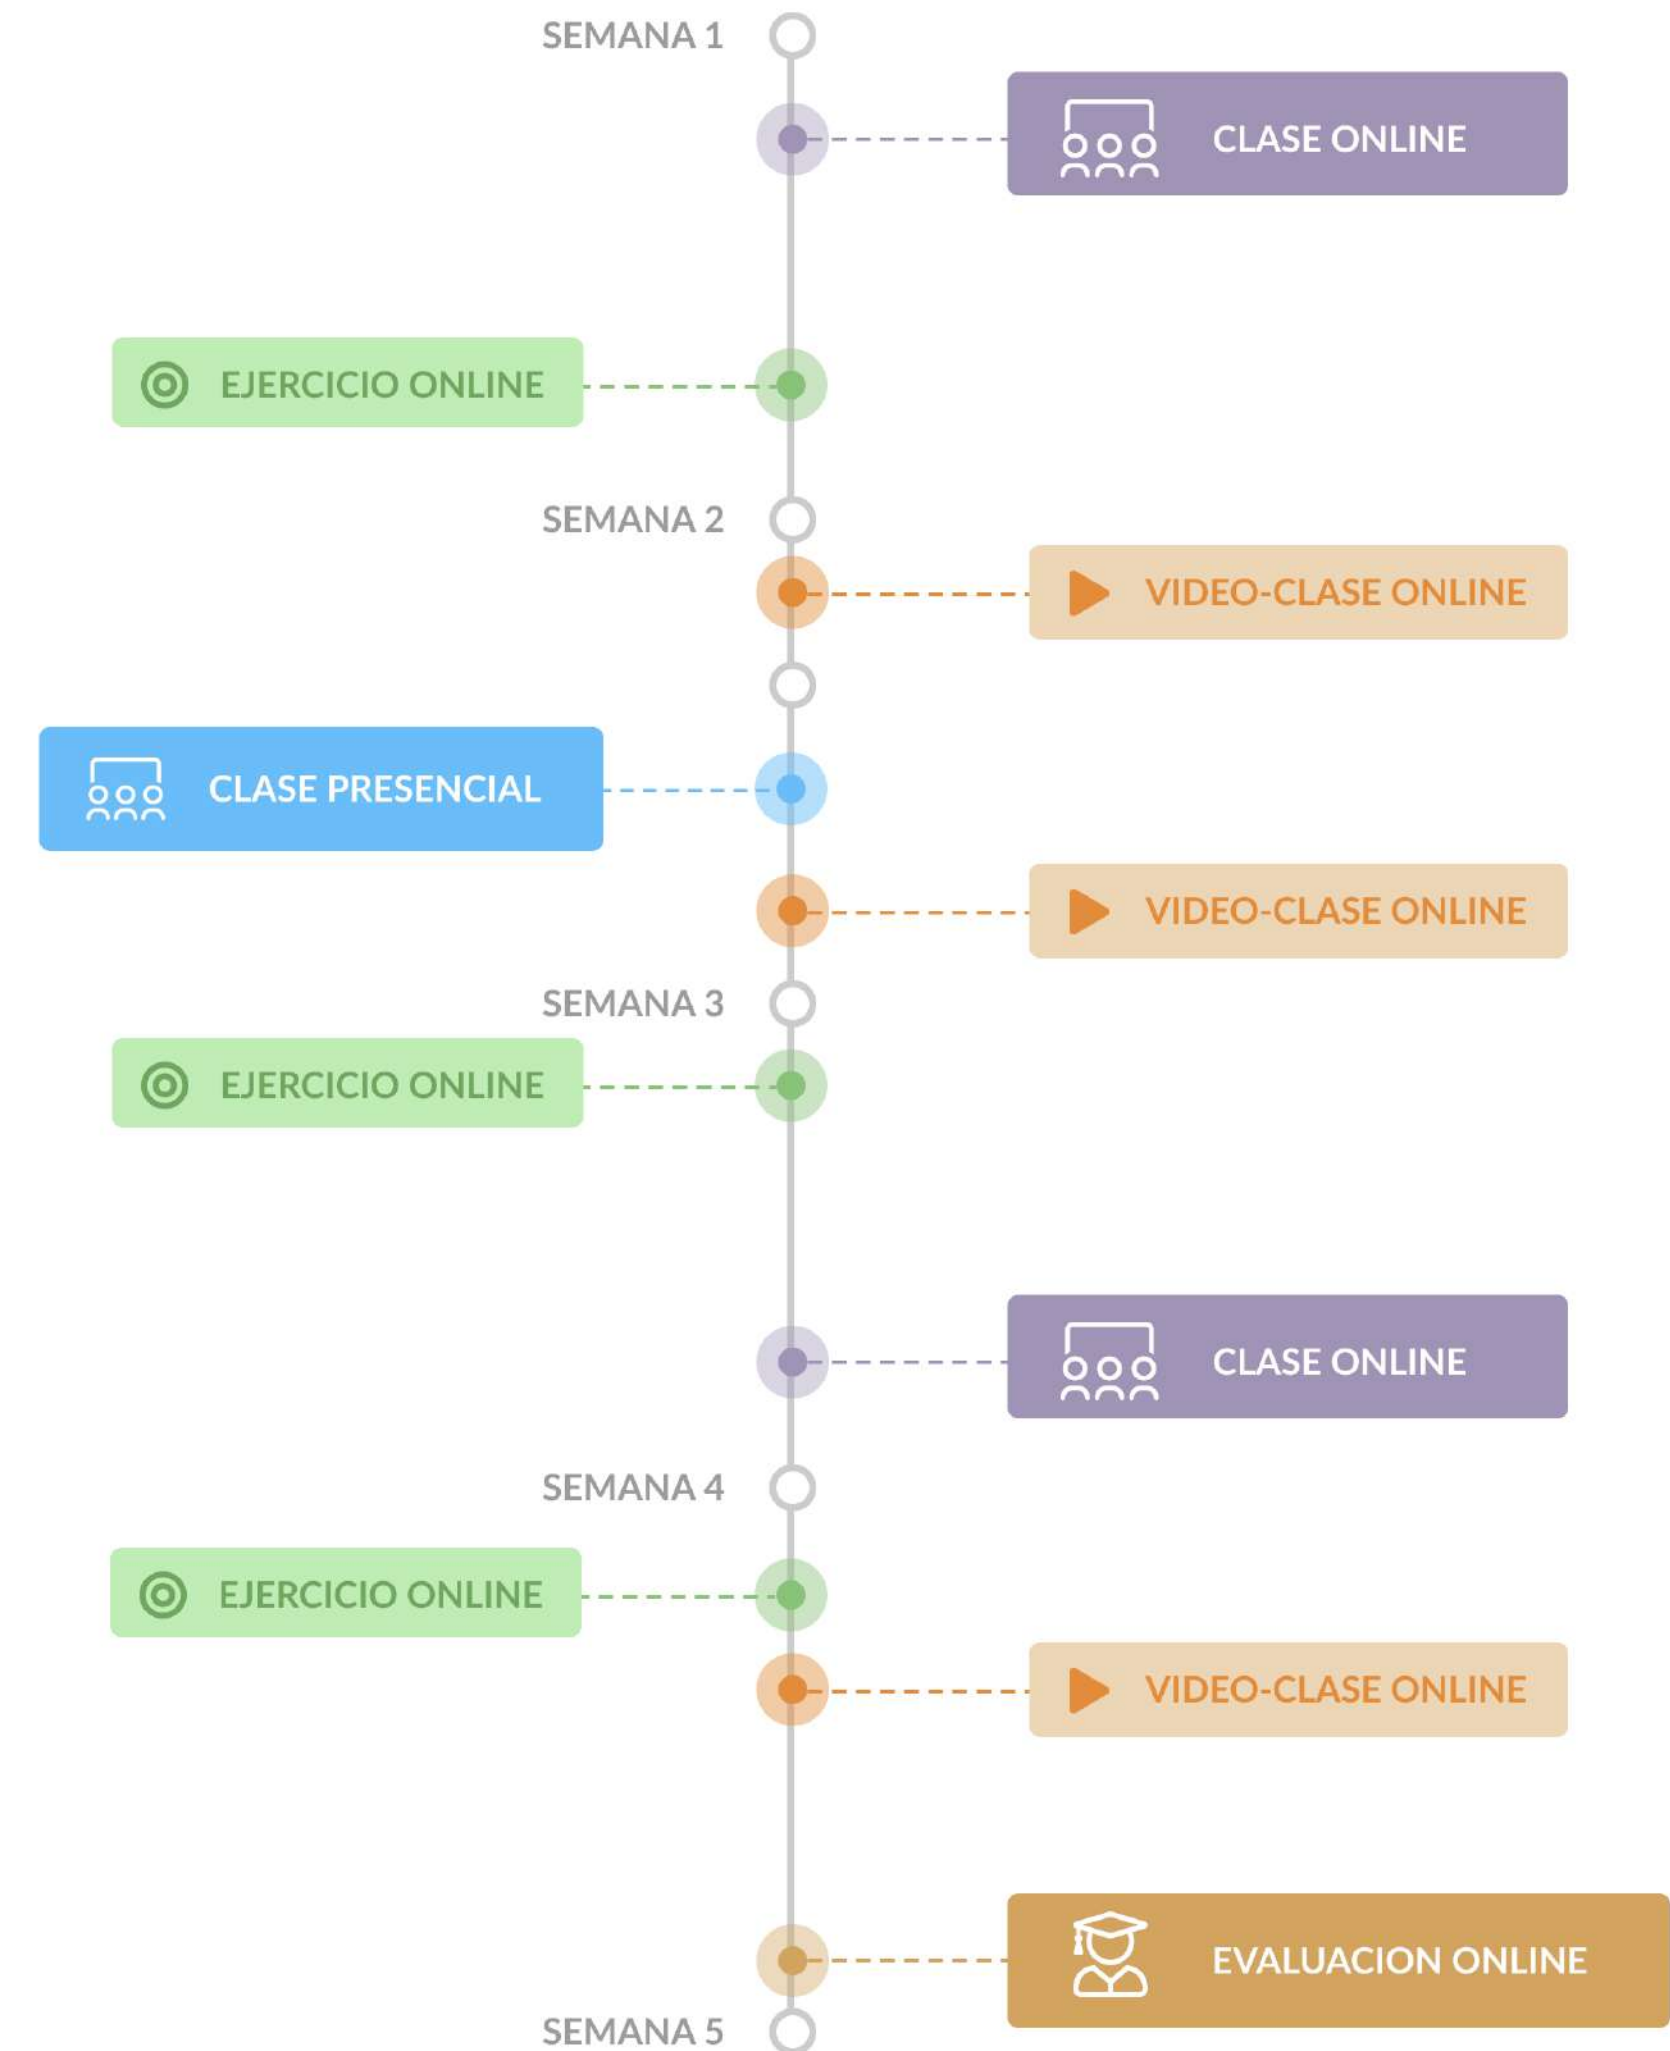 SEMANA 1
CLASE ONLINE
EJERCICIO ONLINE
SEMANA 2
VIDEO-CLASE ONLINE
CLASE PRESENCIAL
VIDEO-CLASE ONLINE
SEMANA 3
EJERCICIO ONLINE
CLASE ONLINE
SEMANA 4
EJERCICIO ONLINE
VIDEO-CLASE ONLINE
EVALUACION ONLINE
SEMANA 5